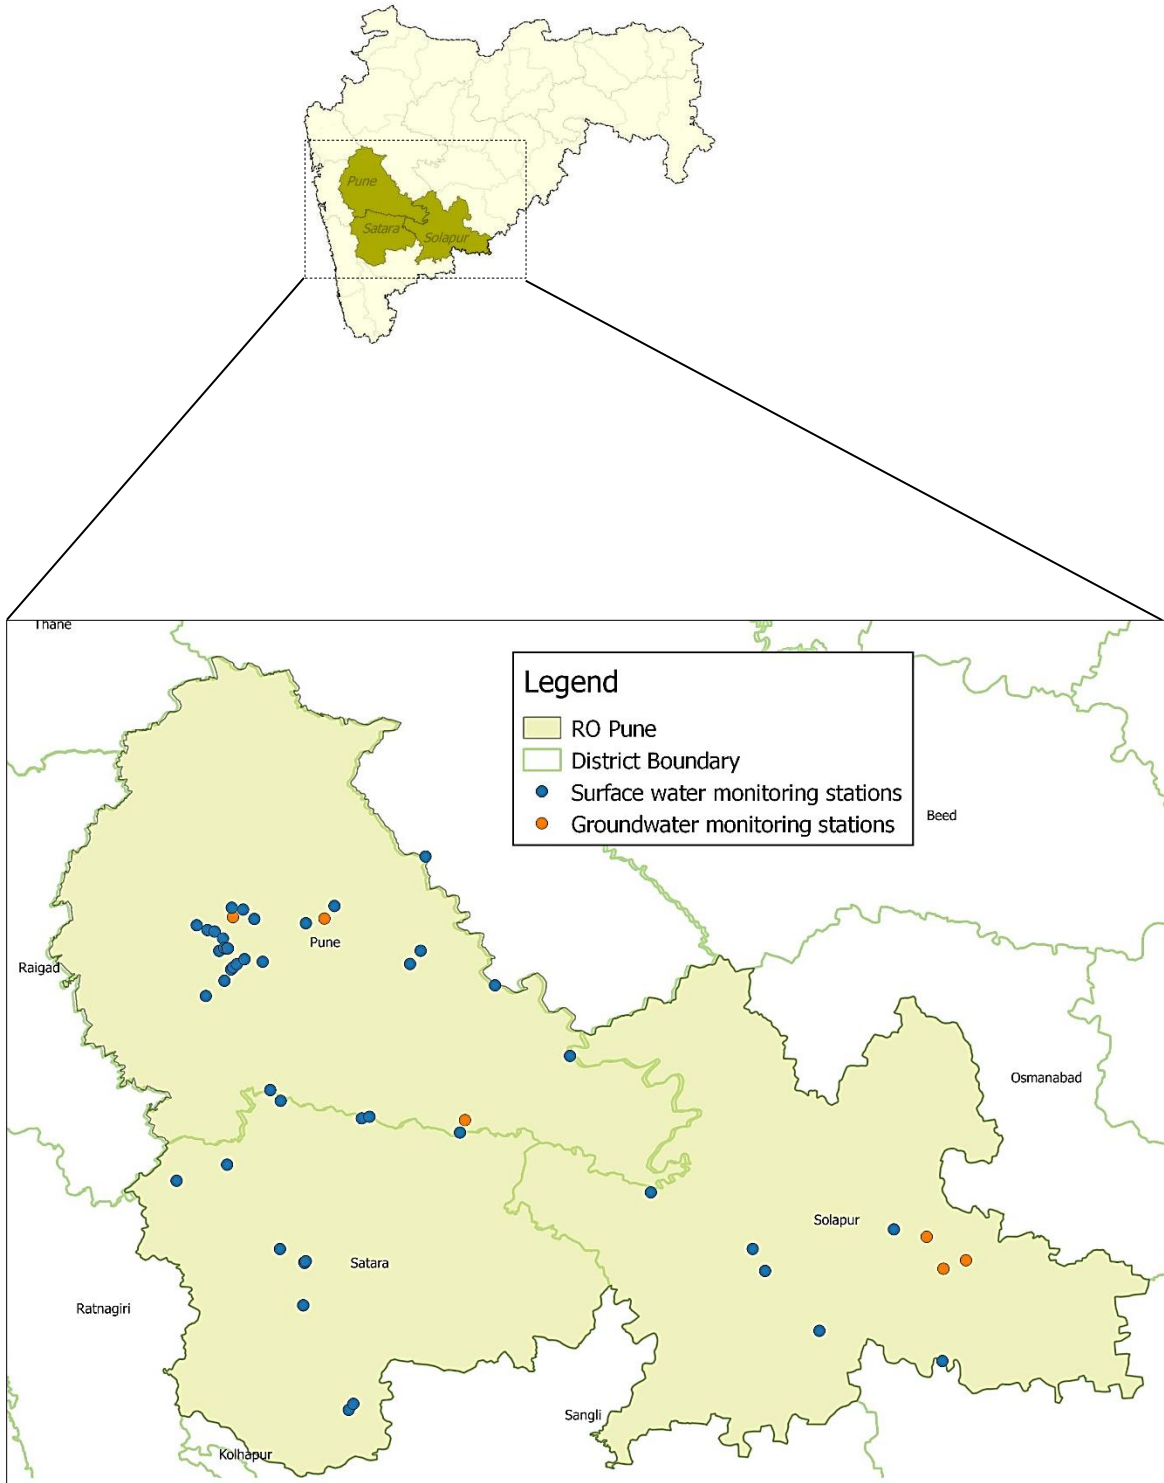 Pune
Satara
Solapur
Thane
Legend
RO Pune
District Boundary
Surface water monitoring stations
Groundwater monitoring stations
Beed
Pune
Raigad
Osmanabad
Solapur
Satara
Ratnagiri
Sangli
Kolhapur